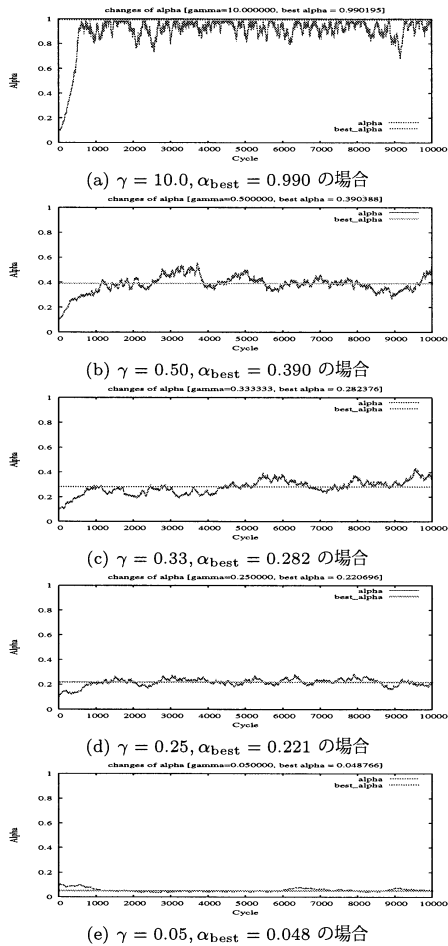 changes of alpha [gamma=10.000000, best alpha = 0.990195]
1
0.8
0.6
0.4
0.2
0
Alpha
alpha
best_alpha
0 1000 2000 3000 4000 5000 6000 7000 8000 9000 10000
Cycle
(a) γ = 10.0, α_best = 0.990 の場合
changes of alpha [gamma=0.500000, best alpha = 0.390388]
1
0.8
0.6
0.4
0.2
0
Alpha
alpha
best_alpha
0 1000 2000 3000 4000 5000 6000 7000 8000 9000 10000
Cycle
(b) γ = 0.50, α_best = 0.390 の場合
changes of alpha [gamma=0.333333, best alpha = 0.282376]
1
0.8
0.6
0.4
0.2
0
Alpha
alpha
best_alpha
0 1000 2000 3000 4000 5000 6000 7000 8000 9000 10000
Cycle
(c) γ = 0.33, α_best = 0.282 の場合
changes of alpha [gamma=0.250000, best alpha = 0.220696]
1
0.8
0.6
0.4
0.2
0
Alpha
alpha
best_alpha
0 1000 2000 3000 4000 5000 6000 7000 8000 9000 10000
Cycle
(d) γ = 0.25, α_best = 0.221 の場合
changes of alpha [gamma=0.050000, best alpha = 0.048766]
1
0.8
0.6
0.4
0.2
0
Alpha
alpha
best_alpha
0 1000 2000 3000 4000 5000 6000 7000 8000 9000 10000
Cycle
(e) γ = 0.05, α_best = 0.048 の場合